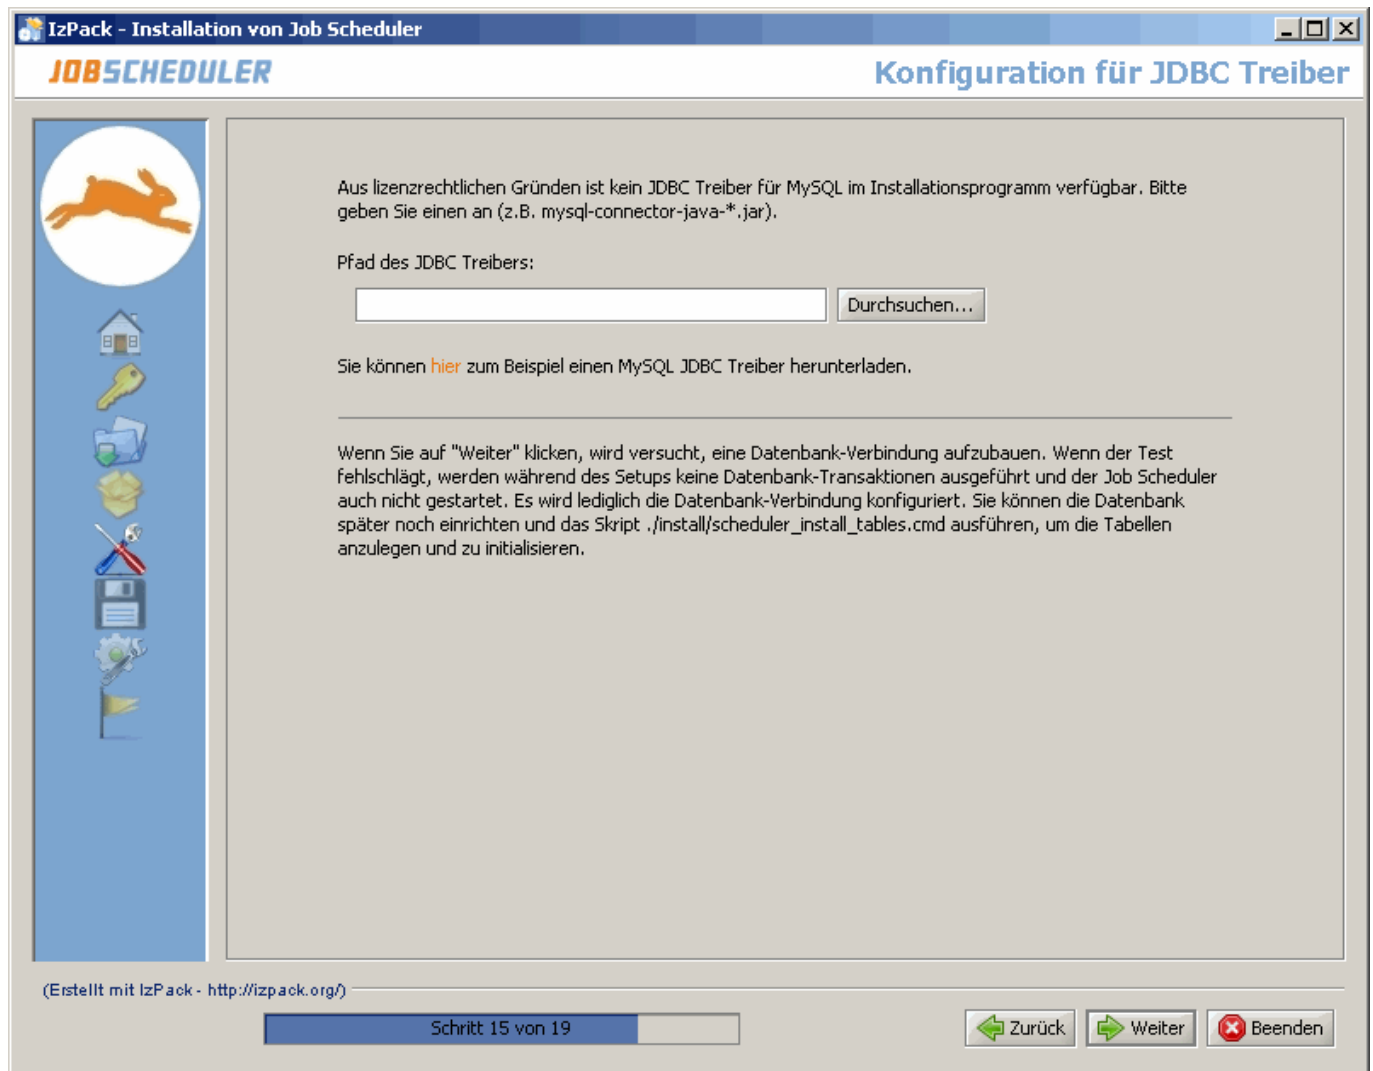 IzPack - Installation von Job Scheduler
JOBSCHEDULER
Konfiguration für JDBC Treiber
Aus lizenzrechtlichen Gründen ist kein JDBC Treiber für MySQL im Installationsprogramm verfügbar. Bitte
geben Sie einen an (z.B. mysql-connector-java-*.jar).
Pfad des JDBC Treibers:
Durchsuchen...
Sie können hier zum Beispiel einen MySQL JDBC Treiber herunterladen.
Wenn Sie auf "Weiter" klicken, wird versucht, eine Datenbank-Verbindung aufzubauen. Wenn der Test
fehlschlägt, werden während des Setups keine Datenbank-Transaktionen ausgeführt und der Job Scheduler
auch nicht gestartet. Es wird lediglich die Datenbank-Verbindung konfiguriert. Sie können die Datenbank
später noch einrichten und das Skript ./install/scheduler_install_tables.cmd ausführen, um die Tabellen
anzulegen und zu initialisieren.
(Erstellt mit IzPack - http://izpack.org/)
Schritt 15 von 19
Zurück
Weiter
Beenden